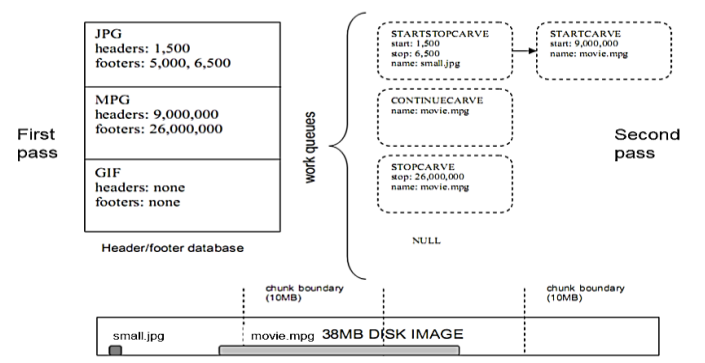 First
pass
JPG
headers: 1,500
footers: 5,000, 6,500
MPG
headers: 9,000,000
footers: 26,000,000
GIF
headers: none
footers: none
Header/footer database
work queues
STARTSTOPCARVE
start: 1,500
stop: 6,500
name: small.jpg
STARTCARVE
start: 9,000,000
name: movie.mpg
CONTINUECARVE
name: movie.mpg
STOPCARVE
stop: 26,000,000
name: movie.mpg
NULL
Second
pass
chunk boundary
(10MB)
chunk boundary
(10MB)
small.jpg
movie.mpg
38MB DISK IMAGE